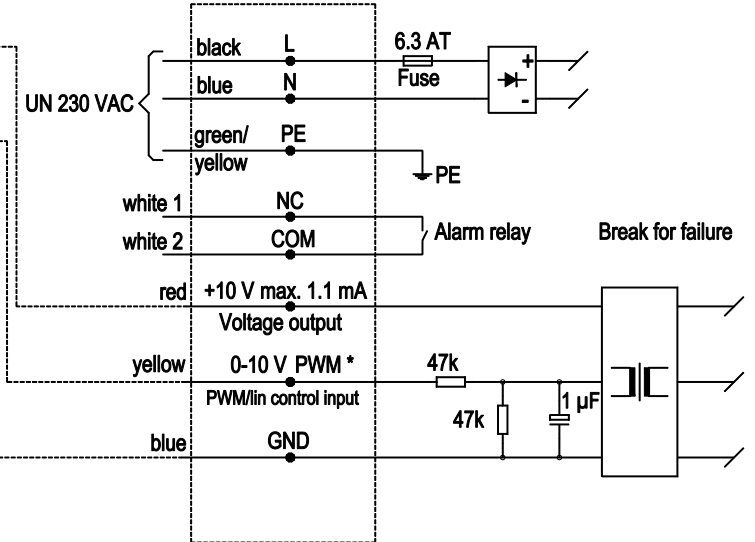 black L 6.3 AT
Fuse
+
UN 230 VAC
blue N
-
green/ PE
yellow
PE
white 1 NC
white 2 COM Alarm relay Break for failure
red +10 V max. 1.1 mA
Voltage output
yellow 0-10 V PWM * 47k
PWM/lin control input
47k 1 µF
blue GND